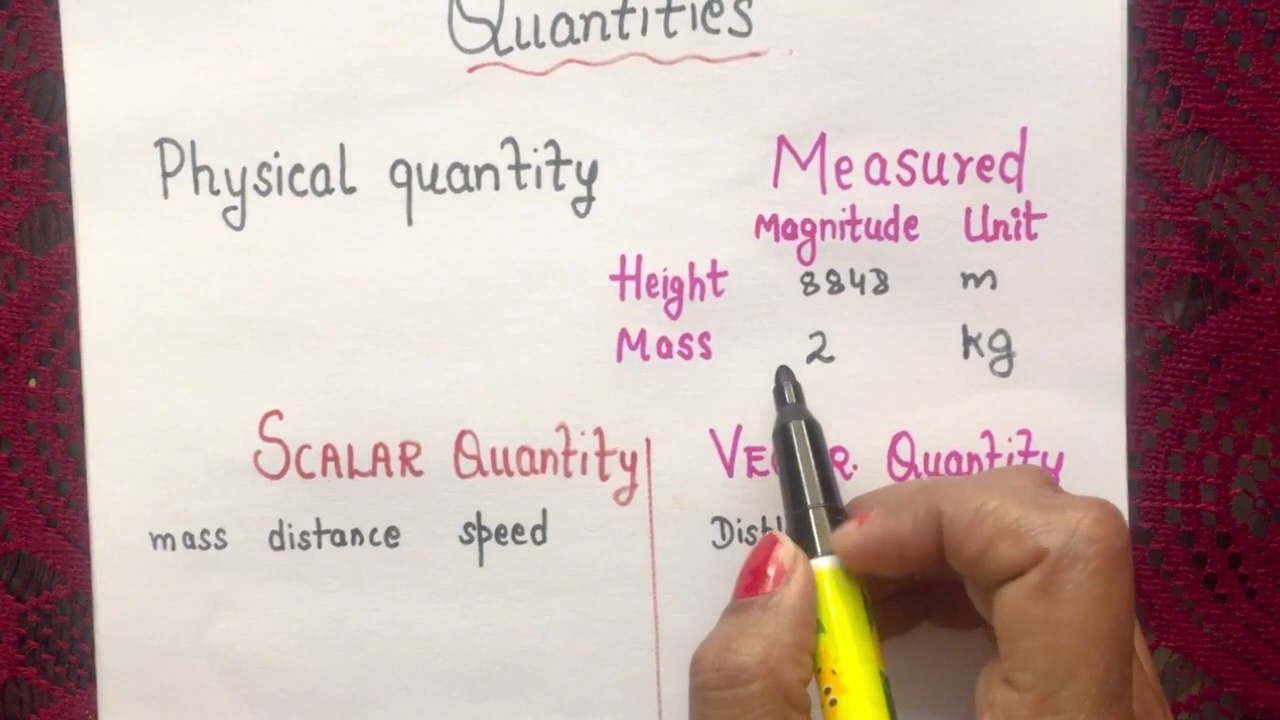 Quantities
Physical quantity
Measured
Magnitude Unit
Height 8848 m
Mass 2 kg
SCALAR Quantity
mass distance speed
Quantity